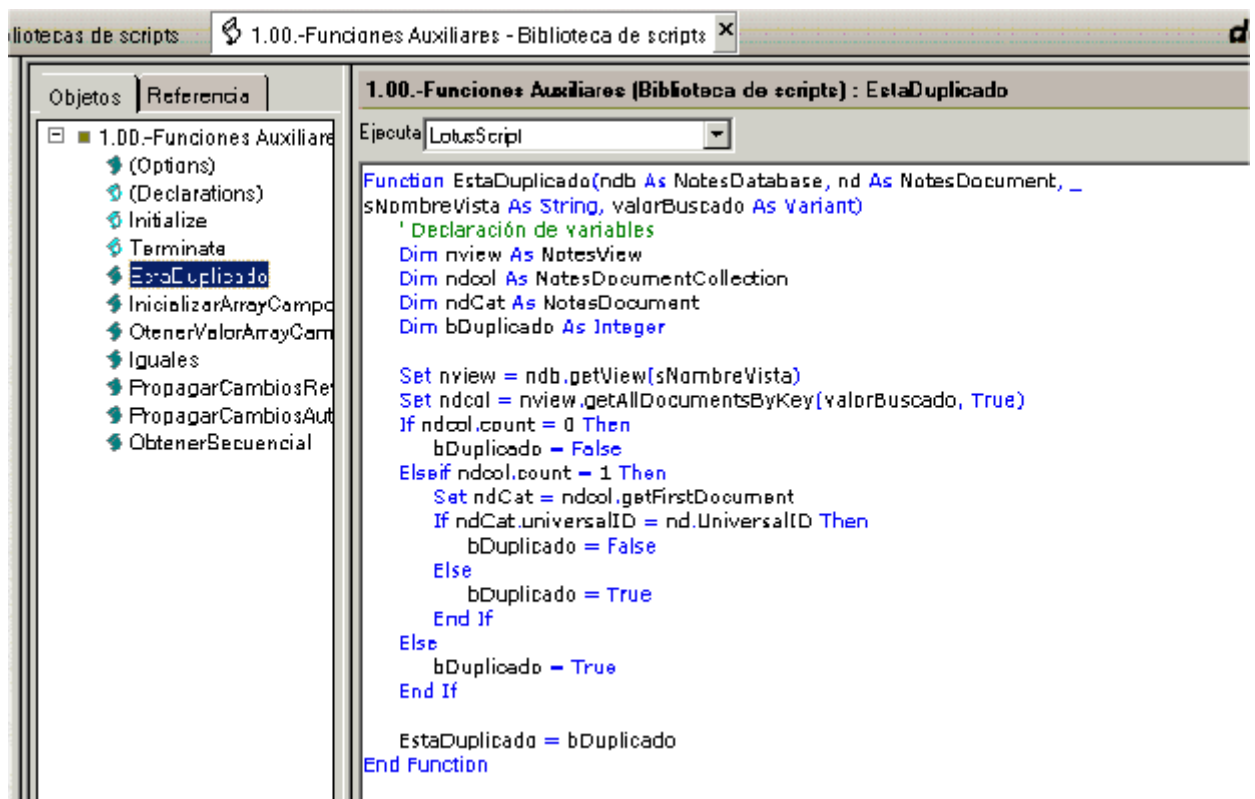 liotecas de scripts
1.00.-Funciones Auxiliares - Biblioteca de scripts
d
Objetos
Referencia
1.00.-Funciones Auxiliare
(Options)
(Declarations)
Initialize
Terminate
EstaDuplicado
InicializarArrayCampo
OtenerValorArrayCam
Iguales
PropagarCambiosRe
PropagarCambiosAut
ObtenerSecuencial
1.00.-Funciones Auxiliares (Biblioteca de scripts) : EstaDuplicado
Ejecuta LotusScript
Function EstaDuplicado(ndb As NotesDatabase, nd As NotesDocument, _
sNombreVista As String, valorBuscado As Variant)
' Declaración de variables
Dim nview As NotesView
Dim ndcol As NotesDocumentCollection
Dim ndCat As NotesDocument
Dim bDuplicado As Integer
Set nview = ndb.getView(sNombreVista)
Set ndcol = nview.getAllDocumentsByKey(valorBuscado, True)
If ndcol.count = 0 Then
bDuplicado = False
Elseif ndcol.count = 1 Then
Set ndCat = ndcol.getFirstDocument
If ndCat.universalID = nd.UniversalID Then
bDuplicado = False
Else
bDuplicado = True
End If
Else
bDuplicado = True
End If
EstaDuplicado = bDuplicado
End Function